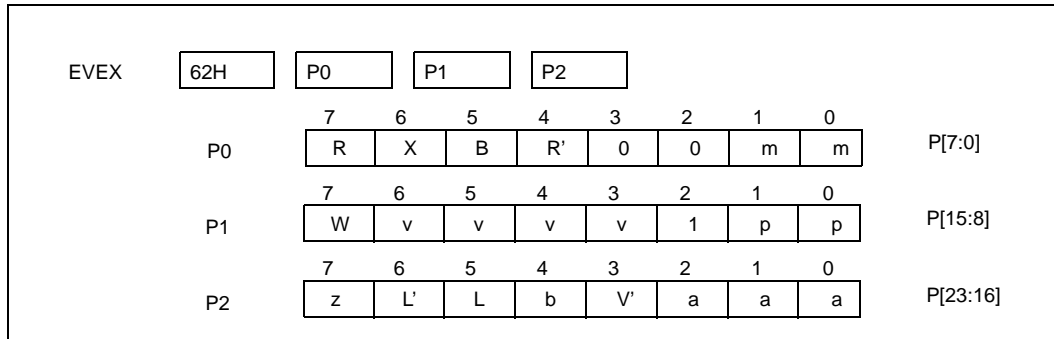 EVEX 62H P0 P1 P2
7 6 5 4 3 2 1 0
P0 R X B R’ 0 0 m m P[7:0]
7 6 5 4 3 2 1 0
P1 W v v v v 1 p p P[15:8]
7 6 5 4 3 2 1 0
P2 z L’ L b V’ a a a P[23:16]